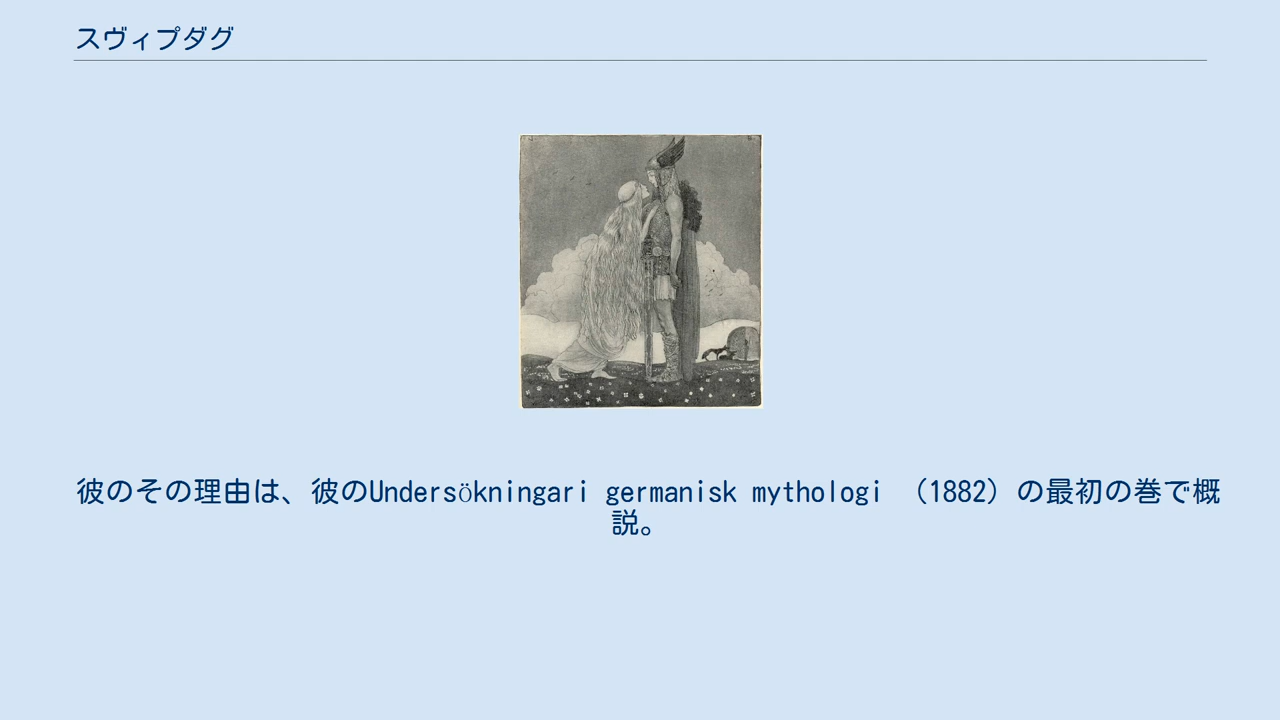 スヴィプダグ
彼のその理由は、彼のUndersökningari germanisk mythologi （1882）の最初の巻で概
説。